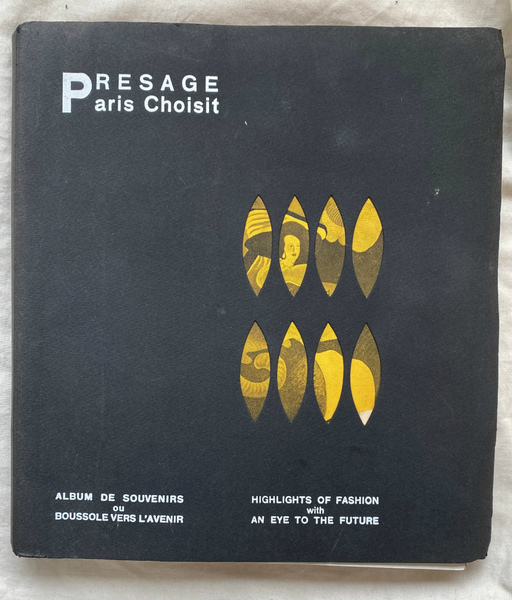 PRESAGE
Paris Choisit
ALBUM DE SOUVENIRS
ou
BOUSSOLE VERS L'AVENIR
HIGHLIGHTS OF FASHION
with
AN EYE TO THE FUTURE